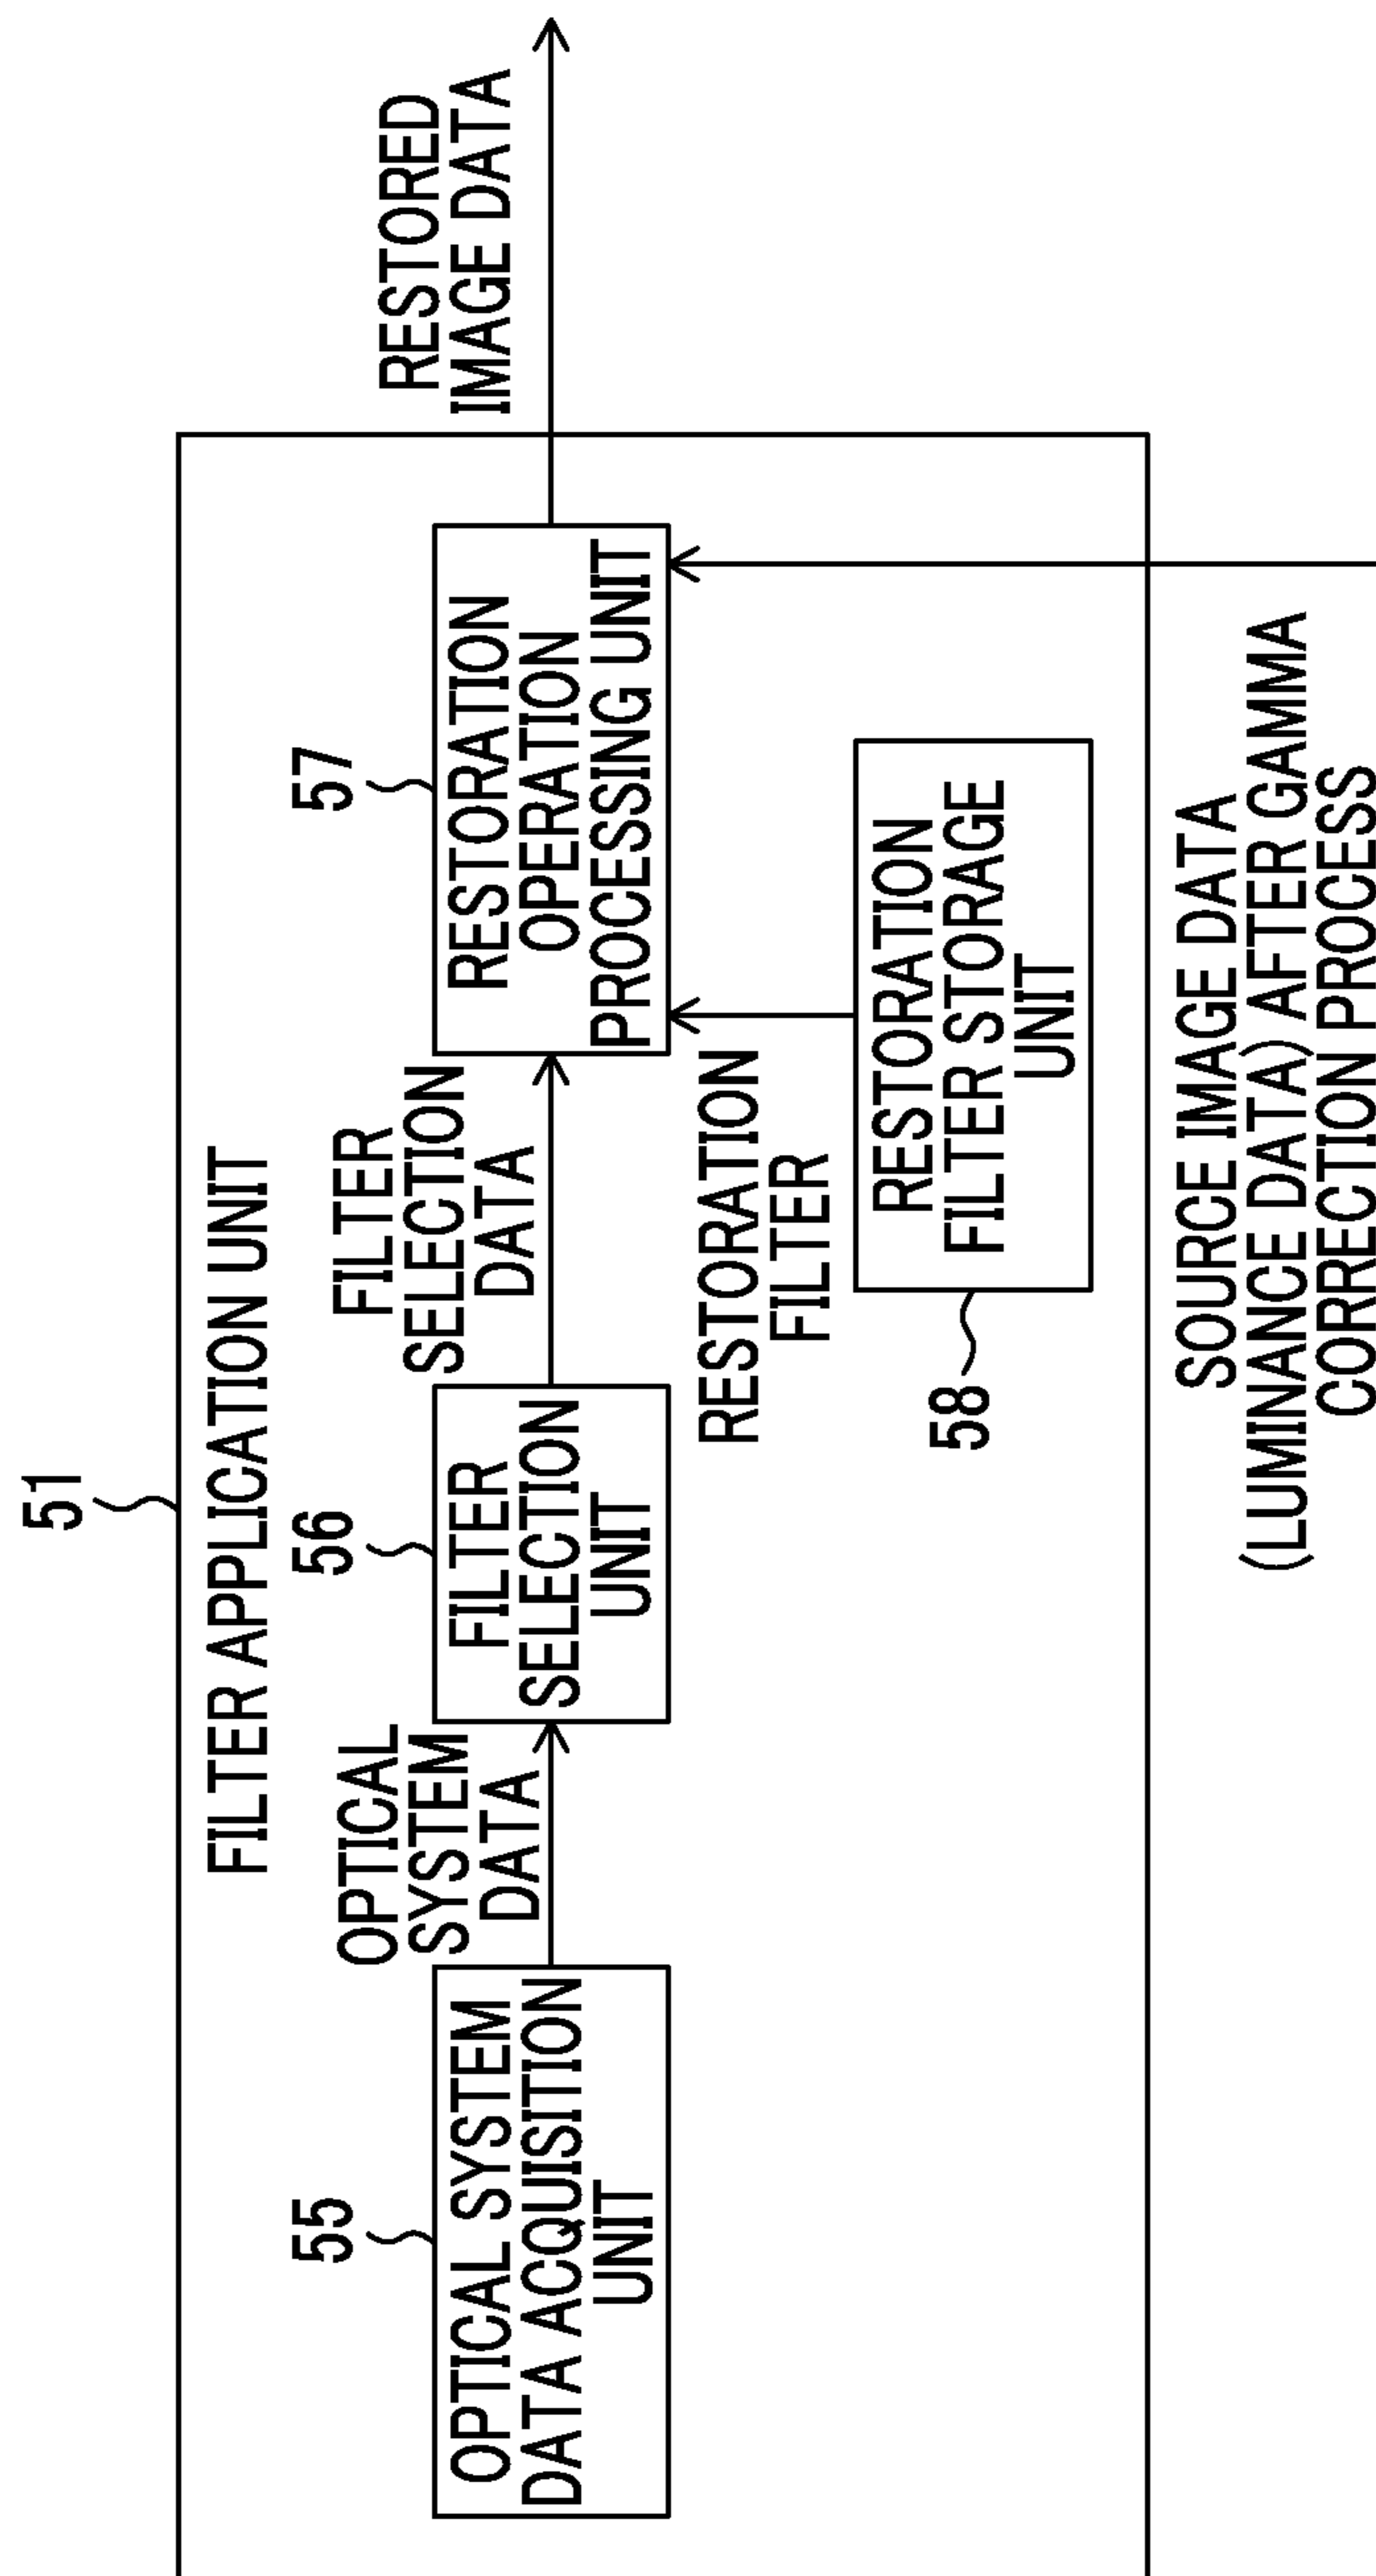 51
FILTER APPLICATION UNIT
55
OPTICAL SYSTEM
DATA ACQUISITION
UNIT
OPTICAL
SYSTEM
DATA
56
FILTER
SELECTION
UNIT
FILTER
SELECTION
DATA
57
RESTORATION
OPERATION
PROCESSING UNIT
RESTORED
IMAGE DATA
RESTORATION
FILTER
58
RESTORATION
FILTER STORAGE
UNIT
SOURCE IMAGE DATA
(LUMINANCE DATA) AFTER GAMMA
CORRECTION PROCESS